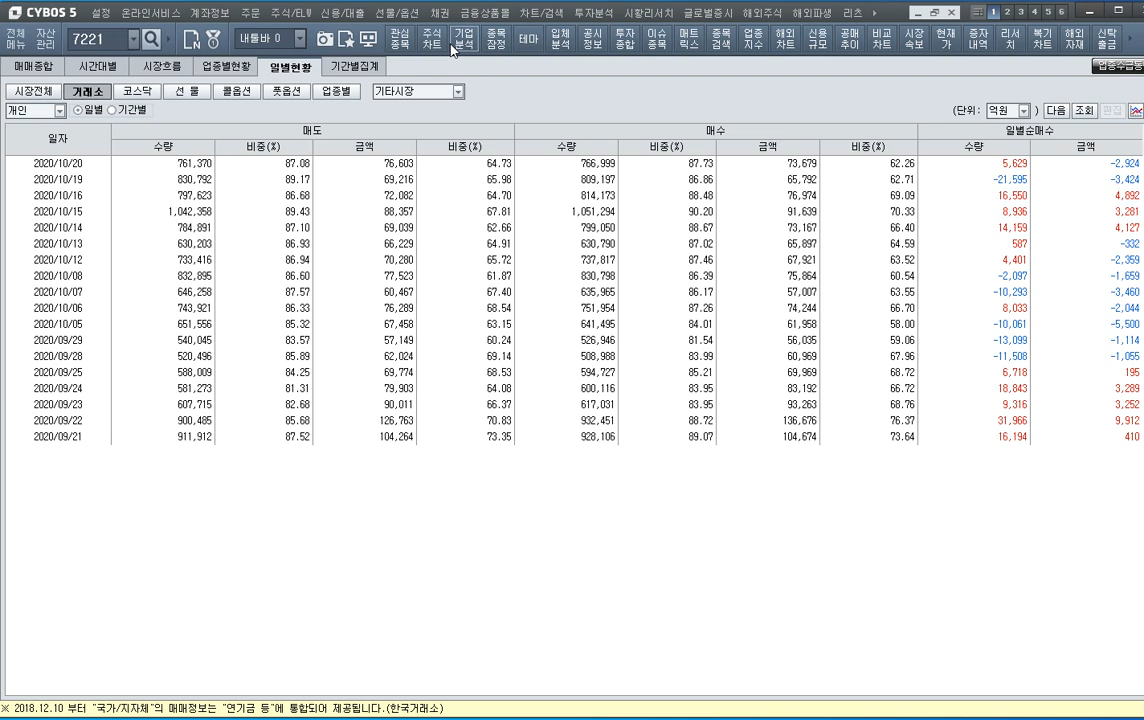 CYBOS 5 설정 온라인서비스 계좌정보 주문 주식/ELW 신용/대출 선물/옵션 채권 금융상품몰 차트/검색 투자분석 시황리서치 글로벌증시 해외주식 해외파생 리츠 1 2 3 4 5 6
전체메뉴 자산관리 7221 내툴바 0 관심종목 주식차트 기업분석 종목잠정 테마 입체분석 공시정보 투자종합 이슈종목 매트릭스 종목검색 업종지수 해외차트 신용규모 공매추이 비교차트 시장속보 현재가 증자내역 리서치 복기차트 해외자재 신탁출금
매매종합 시간대별 시장흐름 업종별현황 일별현황 기간별집계 업종수급동
시장전체 거래소 코스닥 선 물 콜옵션 풋옵션 업종별 기타시장
개인 일별 기간별 (단위: 억원 ) 다음 조회 편집
일자 매도 매수 일별순매수
수량 비중(%) 금액 비중(%) 수량 비중(%) 금액 비중(%) 수량 금액
2020/10/20 761,370 87.08 76,603 64.73 766,999 87.73 73,679 62.26 5,629 -2,924
2020/10/19 830,792 89.17 69,216 65.98 809,197 86.86 65,792 62.71 -21,595 -3,424
2020/10/16 797,623 86.68 72,082 64.70 814,173 88.48 76,974 69.09 16,550 4,892
2020/10/15 1,042,358 89.43 88,357 67.81 1,051,294 90.20 91,639 70.33 8,936 3,281
2020/10/14 784,891 87.10 69,039 62.66 799,050 88.67 73,167 66.40 14,159 4,127
2020/10/13 630,203 86.93 66,229 64.91 630,790 87.02 65,897 64.59 587 -332
2020/10/12 733,416 86.94 70,280 65.72 737,817 87.46 67,921 63.52 4,401 -2,359
2020/10/08 832,895 86.60 77,523 61.87 830,798 86.39 75,864 60.54 -2,097 -1,659
2020/10/07 646,258 87.57 60,467 67.40 635,965 86.17 57,007 63.55 -10,293 -3,460
2020/10/06 743,921 86.33 76,289 68.54 751,954 87.26 74,244 66.70 8,033 -2,044
2020/10/05 651,556 85.32 67,458 63.15 641,495 84.01 61,958 58.00 -10,061 -5,500
2020/09/29 540,045 83.57 57,149 60.24 526,946 81.54 56,035 59.06 -13,099 -1,114
2020/09/28 520,496 85.89 62,024 69.14 508,988 83.99 60,969 67.96 -11,508 -1,055
2020/09/25 588,009 84.25 69,774 68.53 594,727 85.21 69,969 68.72 6,718 195
2020/09/24 581,273 81.31 79,903 64.08 600,116 83.95 83,192 66.72 18,843 3,289
2020/09/23 607,715 82.68 90,011 66.37 617,031 83.95 93,263 68.76 9,316 3,252
2020/09/22 900,485 85.68 126,763 70.83 932,451 88.72 136,676 76.37 31,966 9,912
2020/09/21 911,912 87.52 104,264 73.35 928,106 89.07 104,674 73.64 16,194 410
※ 2018.12.10 부터 "국가/지자체"의 매매정보는 "연기금 등"에 통합되어 제공됩니다.(한국거래소)